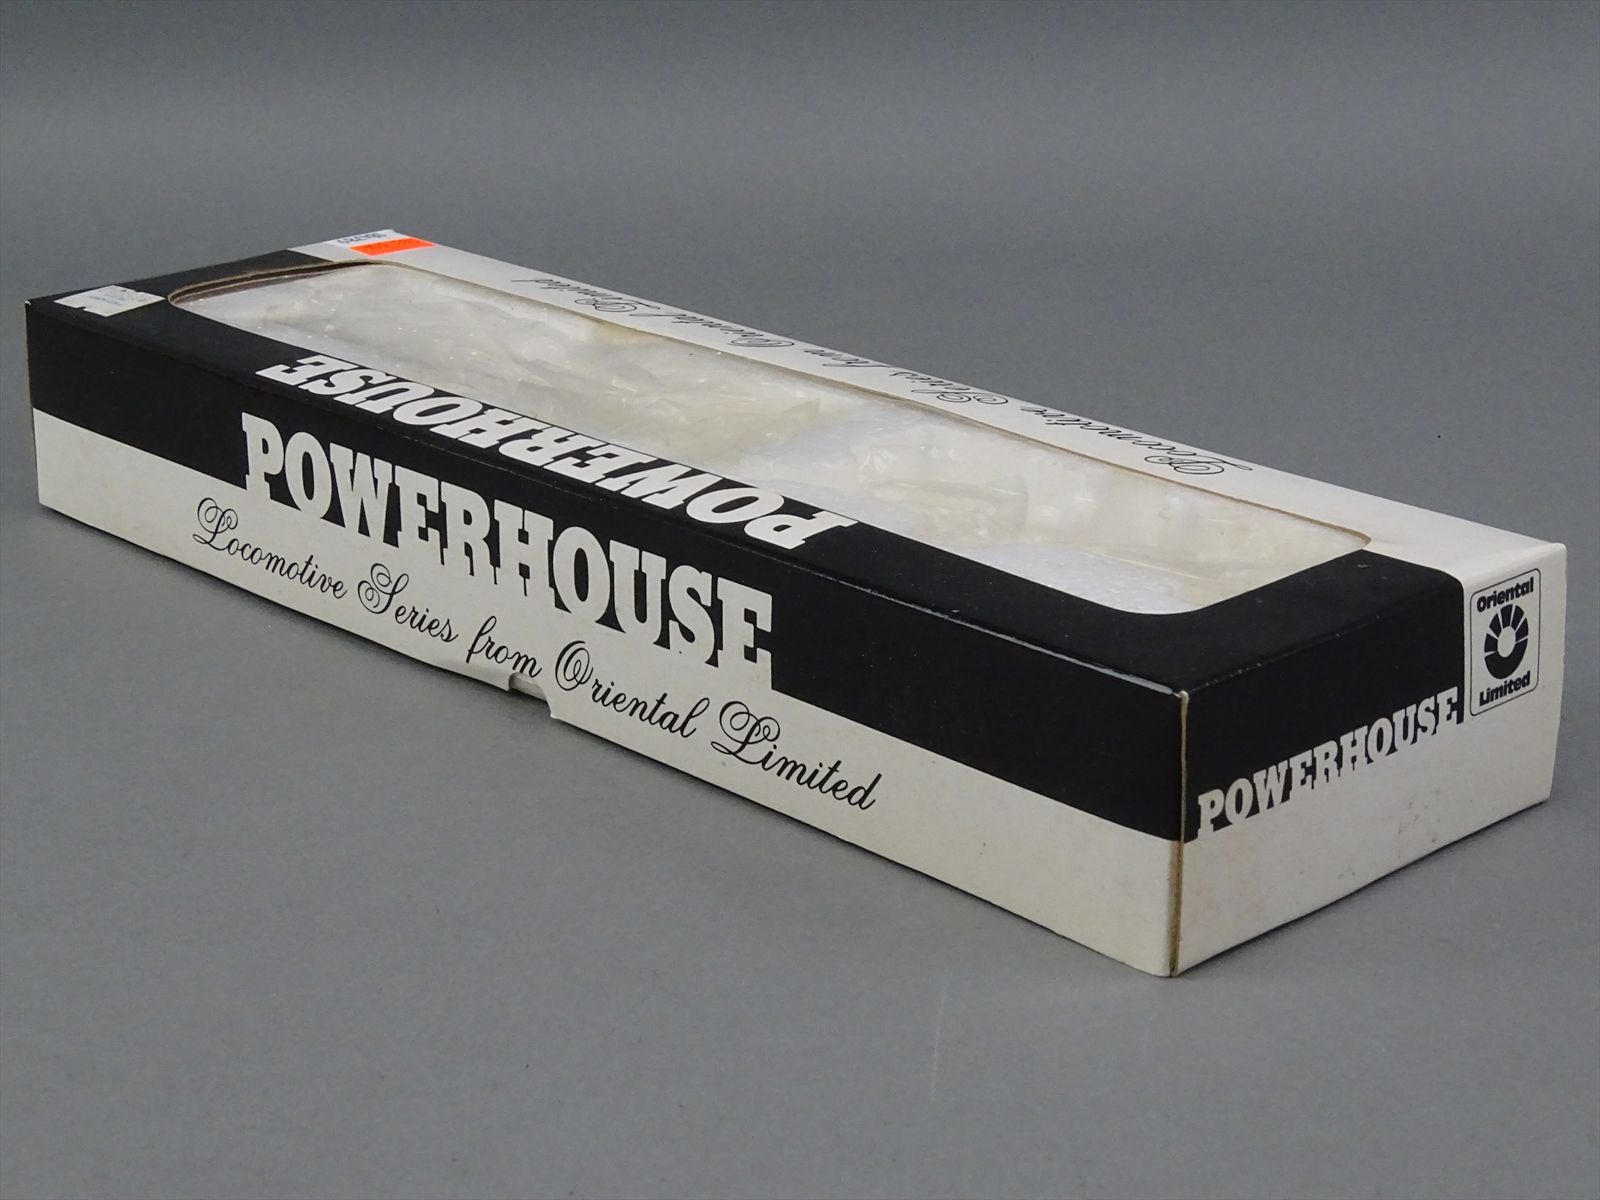 Locomotive Series from Oriental Limited
POWERHOUSE
POWERHOUSE
Locomotive Series from Oriental Limited
POWERHOUSE
Oriental
Limited